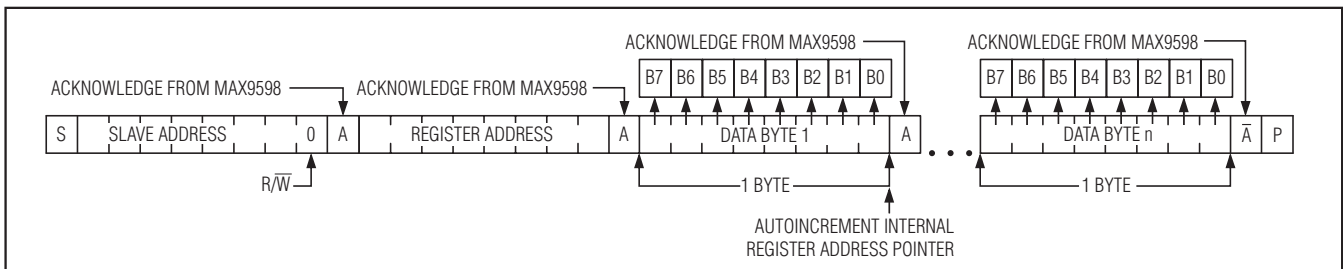 ACKNOWLEDGE FROM MAX9598
ACKNOWLEDGE FROM MAX9598
B7 B6 B5 B4 B3 B2 B1 B0
B7 B6 B5 B4 B3 B2 B1 B0
ACKNOWLEDGE FROM MAX9598
ACKNOWLEDGE FROM MAX9598
S SLAVE ADDRESS 0 A REGISTER ADDRESS A DATA BYTE 1 A • • • DATA BYTE n A̅ P
R/W̅
1 BYTE
1 BYTE
AUTOINCREMENT INTERNAL
REGISTER ADDRESS POINTER